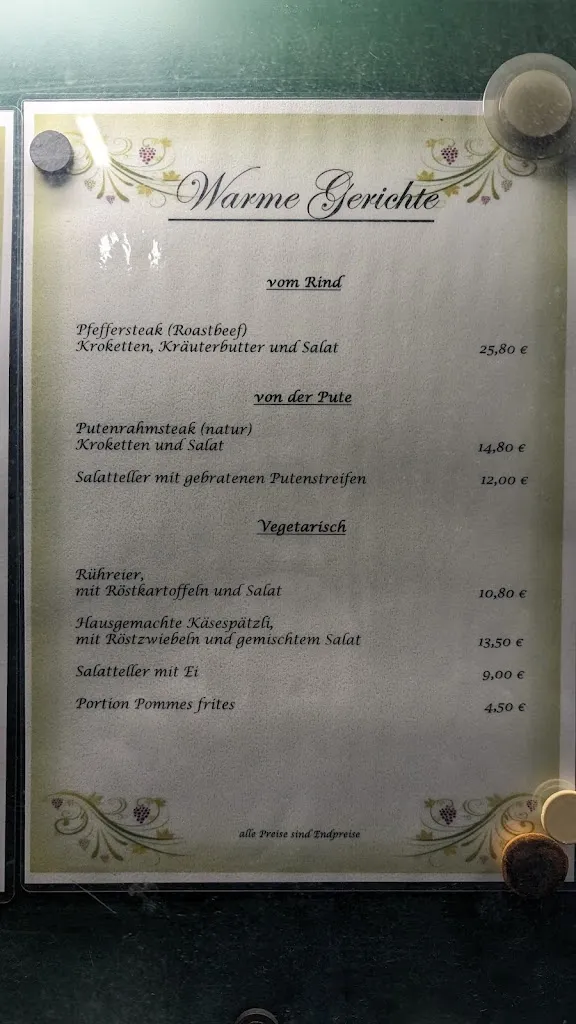 Warme Gerichte
vom Rind
Pfeffersteak (Roastbeef)
Kroketten, Kräuterbutter und Salat 25,80 €
von der Pute
Putenrahmsteak (natur)
Kroketten und Salat 14,80 €
Salatteller mit gebratenen Putenstreifen 12,00 €
Vegetarisch
Rühreier,
mit Röstkartoffeln und Salat 10,80 €
Hausgemachte Käsespätzli,
mit Röstzwiebeln und gemischtem Salat 13,50 €
Salatteller mit Ei 9,00 €
Portion Pommes frites 4,50 €
alle Preise sind Endpreise